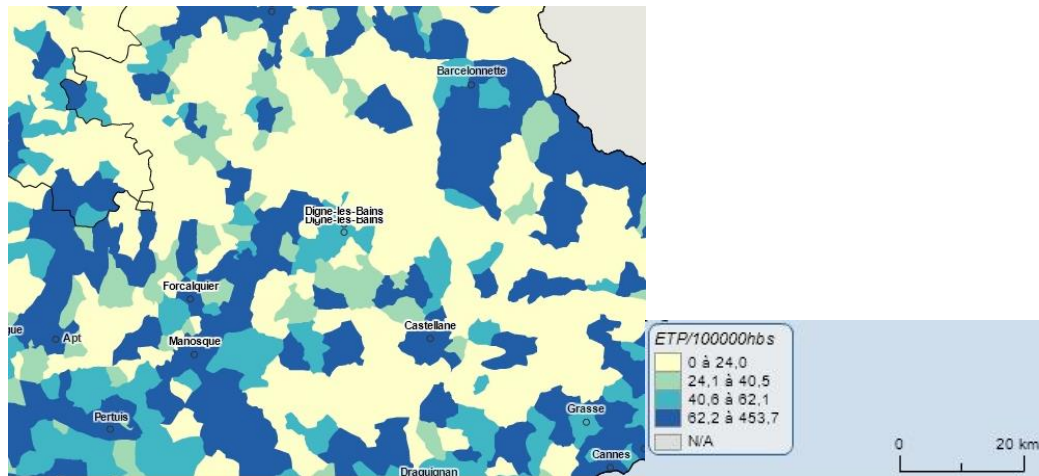 Barcelonnette
Digne-les-Bains
Digne-les-Bains
Forcalquier
Castellane
gue
Apt
Manosque
Pertuis
Grasse
Cannes
Draguignan
ETP/100000hbs
0 à 24,0
24,1 à 40,5
40,6 à 62,1
62,2 à 453,7
N/A
0 20 km